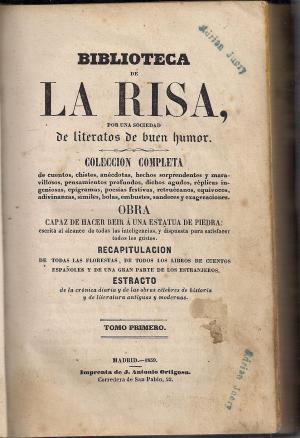 BIBLIOTECA
DE
LA RISA,
POR UNA SOCIEDAD
de literatos de buen humor.
COLECCION COMPLETA
de cuentos, chistes, anécdotas, hechos sorprendentes y mara-
villosos, pensamientos profundos, dichos agudos, réplicas in-
geniosas, epígramas, poesías festivas, retruécanos, equívocos,
adivinanzas, símiles, bolas, embustes, sandeces y exageraciones.
OBRA
CAPAZ DE HACER REIR Á UNA ESTATUA DE PIEDRA:
escrita al alcance de todas las inteligencias, y dispuesta para satisfacer
todos los gustos.
RECAPITULACION
DE TODAS LAS FLORESTAS, DE TODOS LOS LIBROS DE CUENTOS
ESPAÑOLES Y DE UNA GRAN PARTE DE LOS ESTRANJEROS.
ESTRACTO
de la crónica diaria y de las obras célebres de historia
y de literatura antiguas y modernas.
TOMO PRIMERO.
MADRID.—1859.
Imprenta de J. Antonio Ortigosa.
Corredera de San Pablo, 22.
Adrian
Adrian